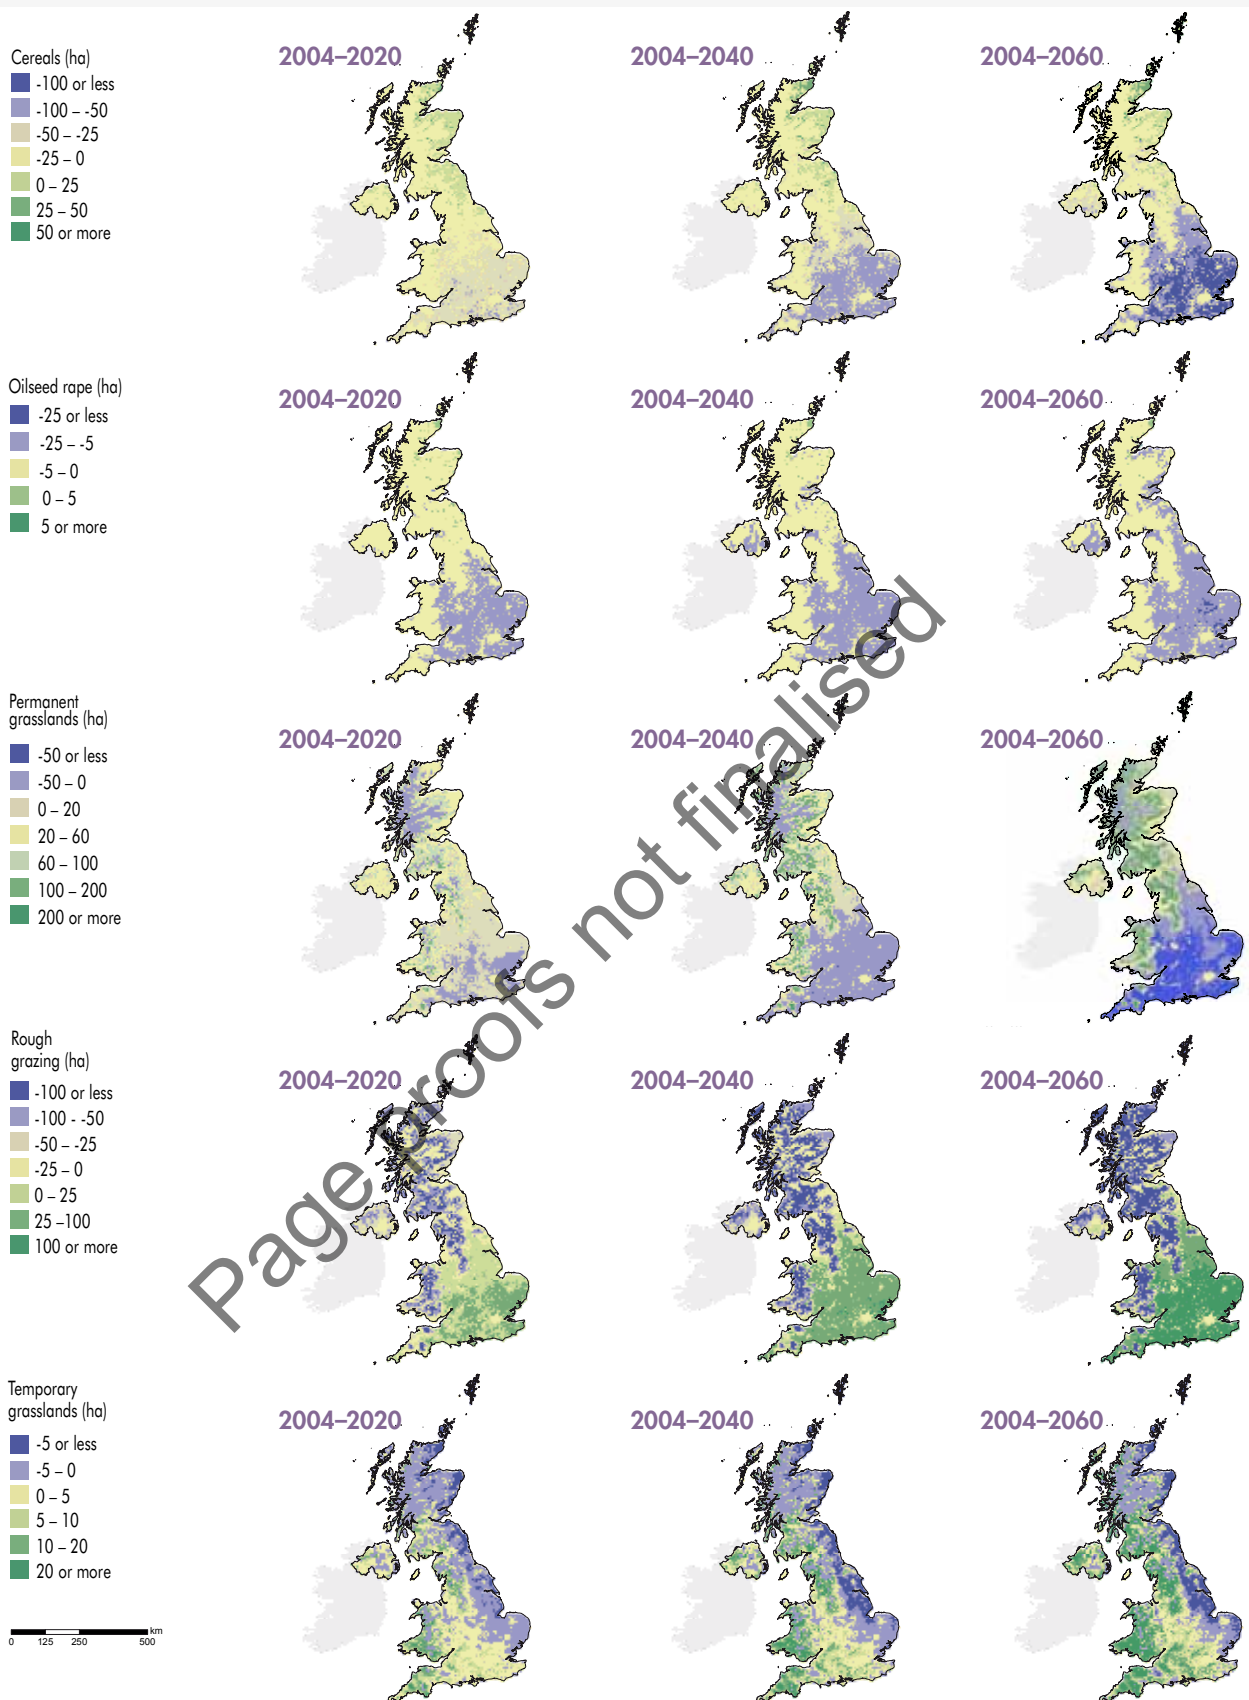 Cereals (ha)
-100 or less
-100 – -50
-50 – -25
-25 – 0
0 – 25
25 – 50
50 or more
2004–2020
2004–2040
2004–2060
Oilseed rape (ha)
-25 or less
-25 – -5
-5 – 0
0 – 5
5 or more
2004–2020
2004–2040
2004–2060
Permanent
grasslands (ha)
-50 or less
-50 – 0
0 – 20
20 – 60
60 – 100
100 – 200
200 or more
2004–2020
2004–2040
2004–2060
Rough
grazing (ha)
-100 or less
-100 - -50
-50 – -25
-25 – 0
0 – 25
25 –100
100 or more
2004–2020
2004–2040
2004–2060
Temporary
grasslands (ha)
-5 or less
-5 – 0
0 – 5
5 – 10
10 – 20
20 or more
2004–2020
2004–2040
2004–2060
km
0 125 250 500
Page proofs not finalised